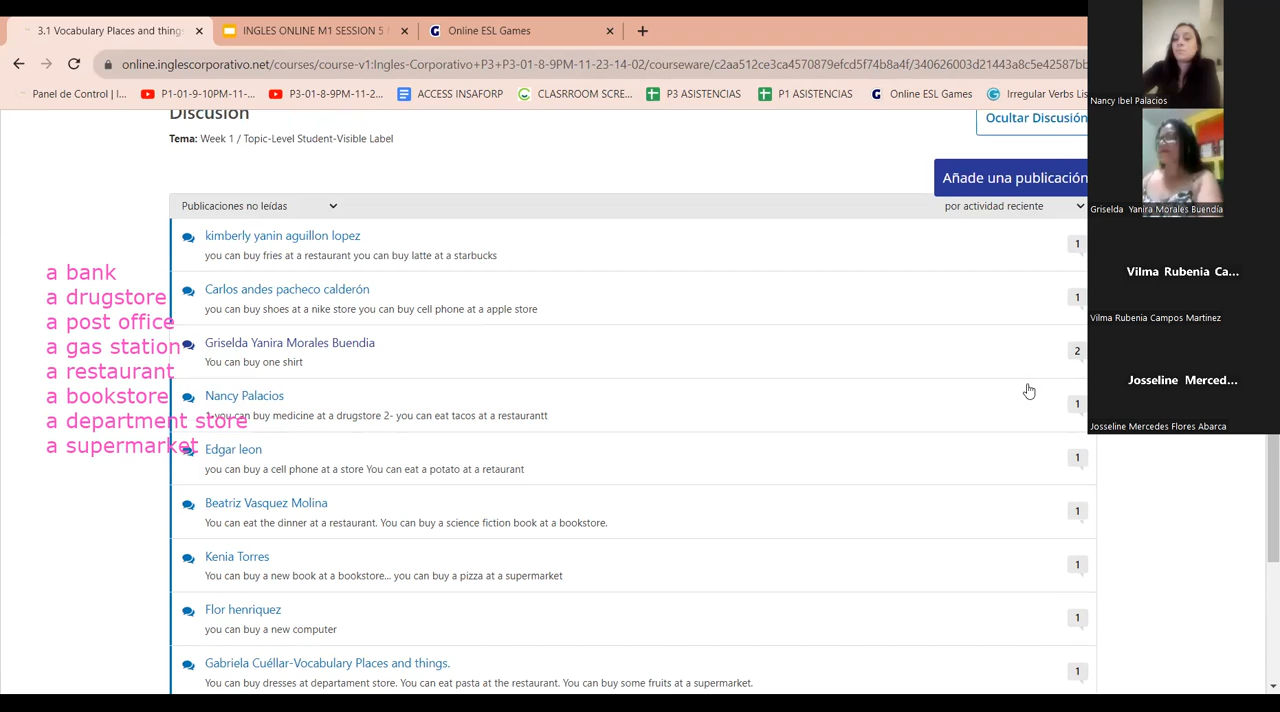 3.1 Vocabulary Places and things
INGLES ONLINE M1 SESSION 5 /
Online ESL Games
online.inglescorporativo.net/courses/course-v1:Ingles-Corporativo+P3+P3-01-8-9PM-11-23-14-02/courseware/c2aa512ce3ca4570879efcd5f74b8a4f/340626003d21443a8c5e42587bb
Panel de Control | I...
P1-01-9-10PM-11-...
P3-01-8-9PM-11-2...
ACCESS INSAFORP
CLASRROOM SCRE...
P3 ASISTENCIAS
P1 ASISTENCIAS
Online ESL Games
Irregular Verbs Lis
Discusión
Tema: Week 1 / Topic-Level Student-Visible Label
Ocultar Discusión
Añade una publicación
Publicaciones no leídas
por actividad reciente
kimberly yanin aguillon lopez
you can buy fries at a restaurant you can buy latte at a starbucks
1
Carlos andes pacheco calderón
you can buy shoes at a nike store you can buy cell phone at a apple store
1
Griselda Yanira Morales Buendia
You can buy one shirt
2
Nancy Palacios
1-you can buy medicine at a drugstore 2- you can eat tacos at a restaurantt
1
Edgar leon
you can buy a cell phone at a store You can eat a potato at a retaurant
1
Beatriz Vasquez Molina
You can eat the dinner at a restaurant. You can buy a science fiction book at a bookstore.
1
Kenia Torres
You can buy a new book at a bookstore... you can buy a pizza at a supermarket
1
Flor henriquez
you can buy a new computer
1
Gabriela Cuéllar-Vocabulary Places and things.
You can buy dresses at departament store. You can eat pasta at the restaurant. You can buy some fruits at a supermarket.
1
a bank
a drugstore
a post office
a gas station
a restaurant
a bookstore
a department store
a supermarket
Nancy Ibel Palacios
Griselda Yanira Morales Buendía
Vilma Rubenia Ca...
Vilma Rubenia Campos Martinez
Josseline Merced...
Josseline Mercedes Flores Abarca